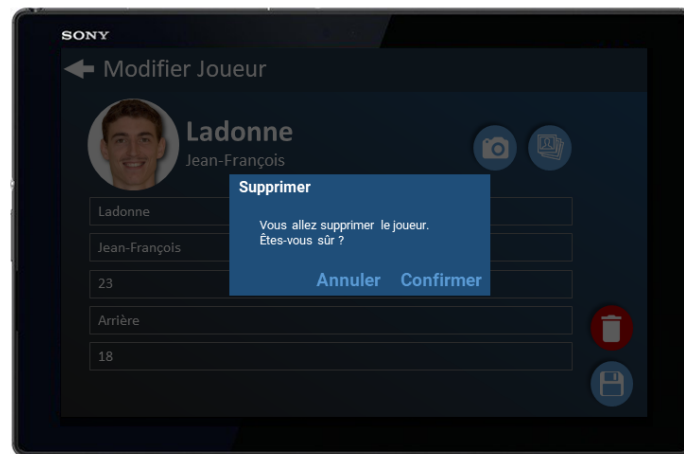 SONY
Modifier Joueur
Ladonne
Jean-François
Supprimer
Vous allez supprimer le joueur.
Êtes-vous sûr ?
Annuler Confirmer
Ladonne
Jean-François
23
Arrière
18